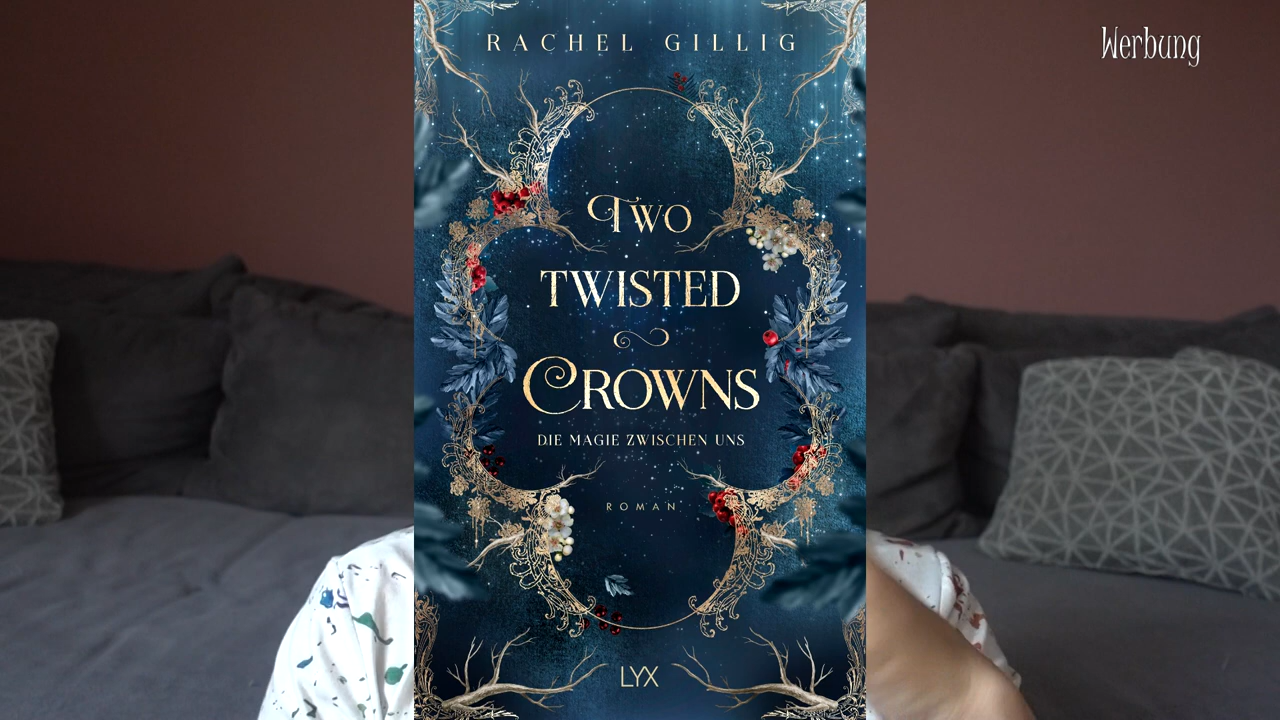 Werbung
RACHEL GILLIG
TWO
TWISTED
CROWNS
DIE MAGIE ZWISCHEN UNS
ROMAN
LYX